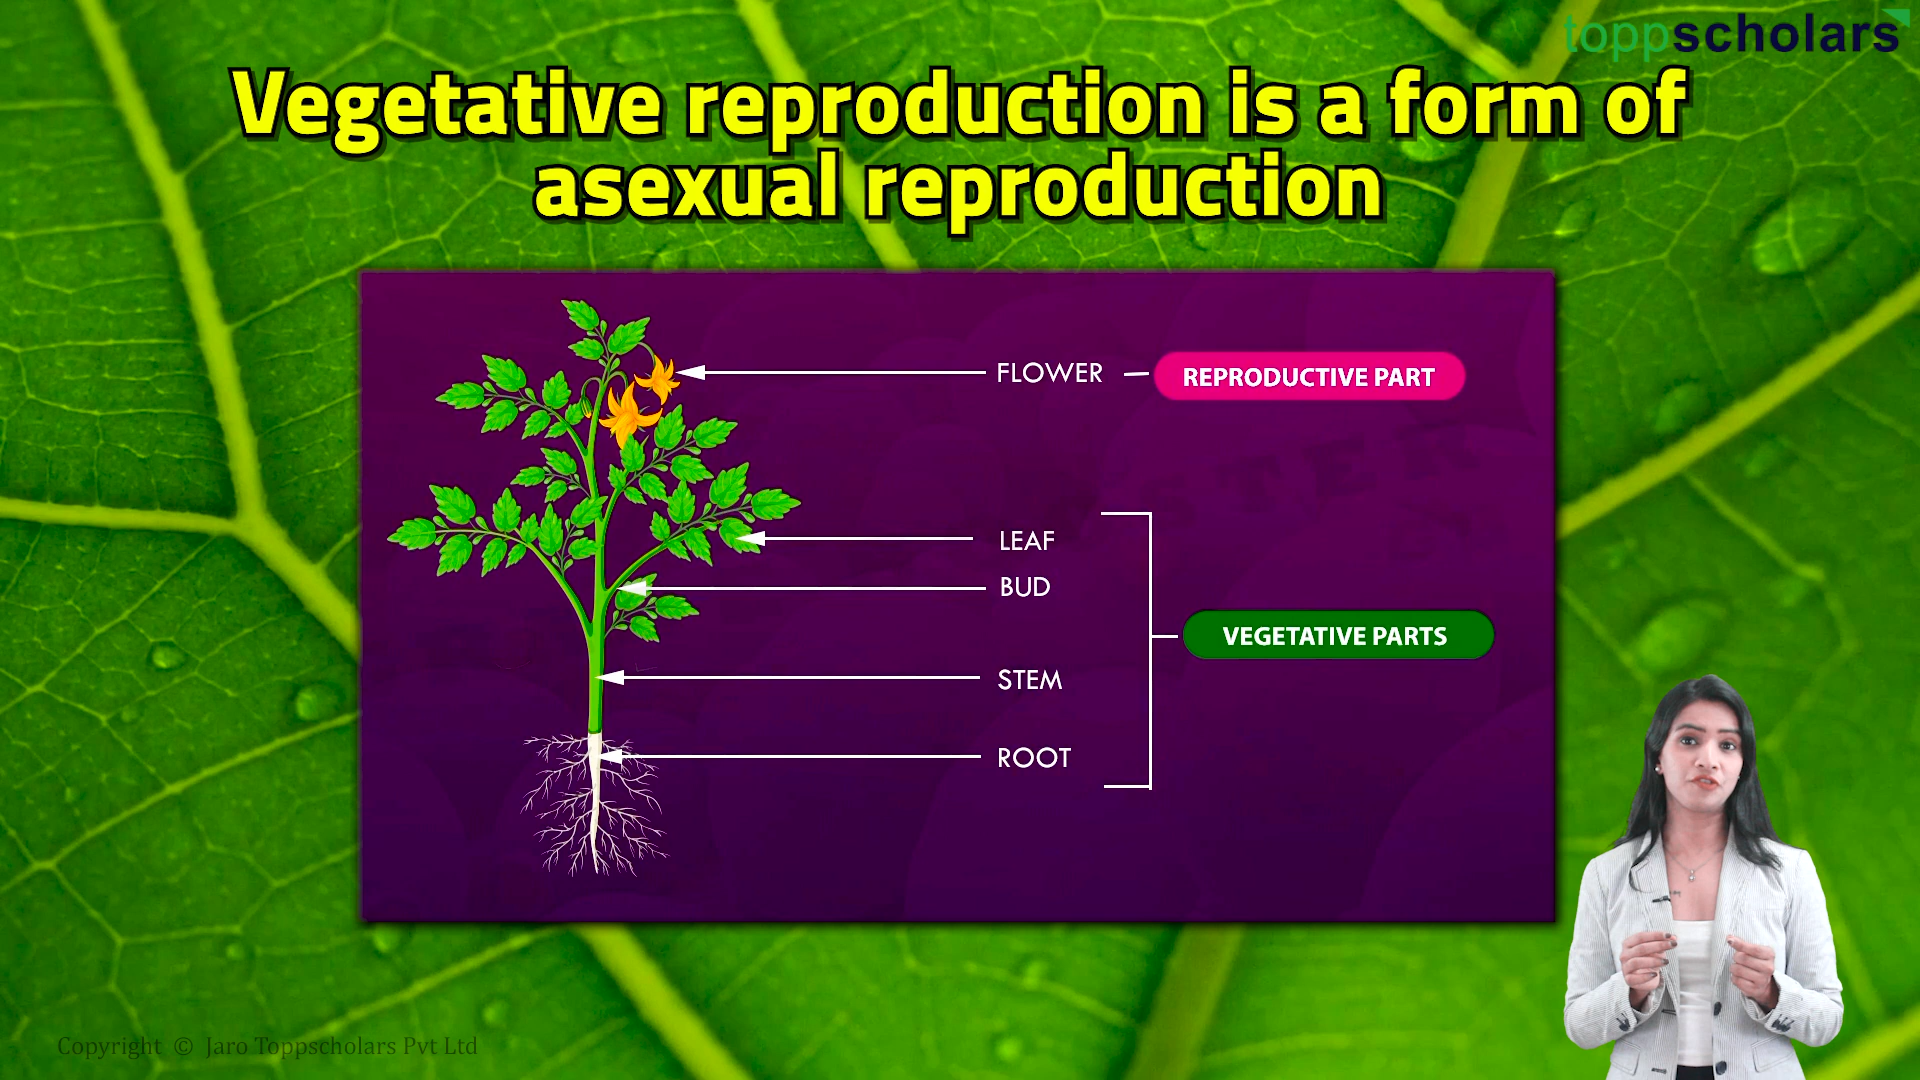 toppscholars
Vegetative reproduction is a form of
asexual reproduction
FLOWER
REPRODUCTIVE PART
LEAF
BUD
VEGETATIVE PARTS
STEM
ROOT
Copyright © Jaro Toppscholars Pvt Ltd